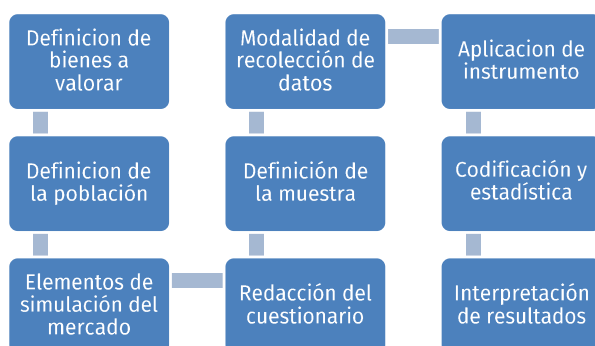 Definicion de
bienes a
valorar
Definicion de
la población
Elementos de
simulación del
mercado
Redacción del
cuestionario
Definición de
la muestra
Modalidad de
recolección de
datos
Aplicacion de
instrumento
Codificación y
estadística
Interpretación
de resultados